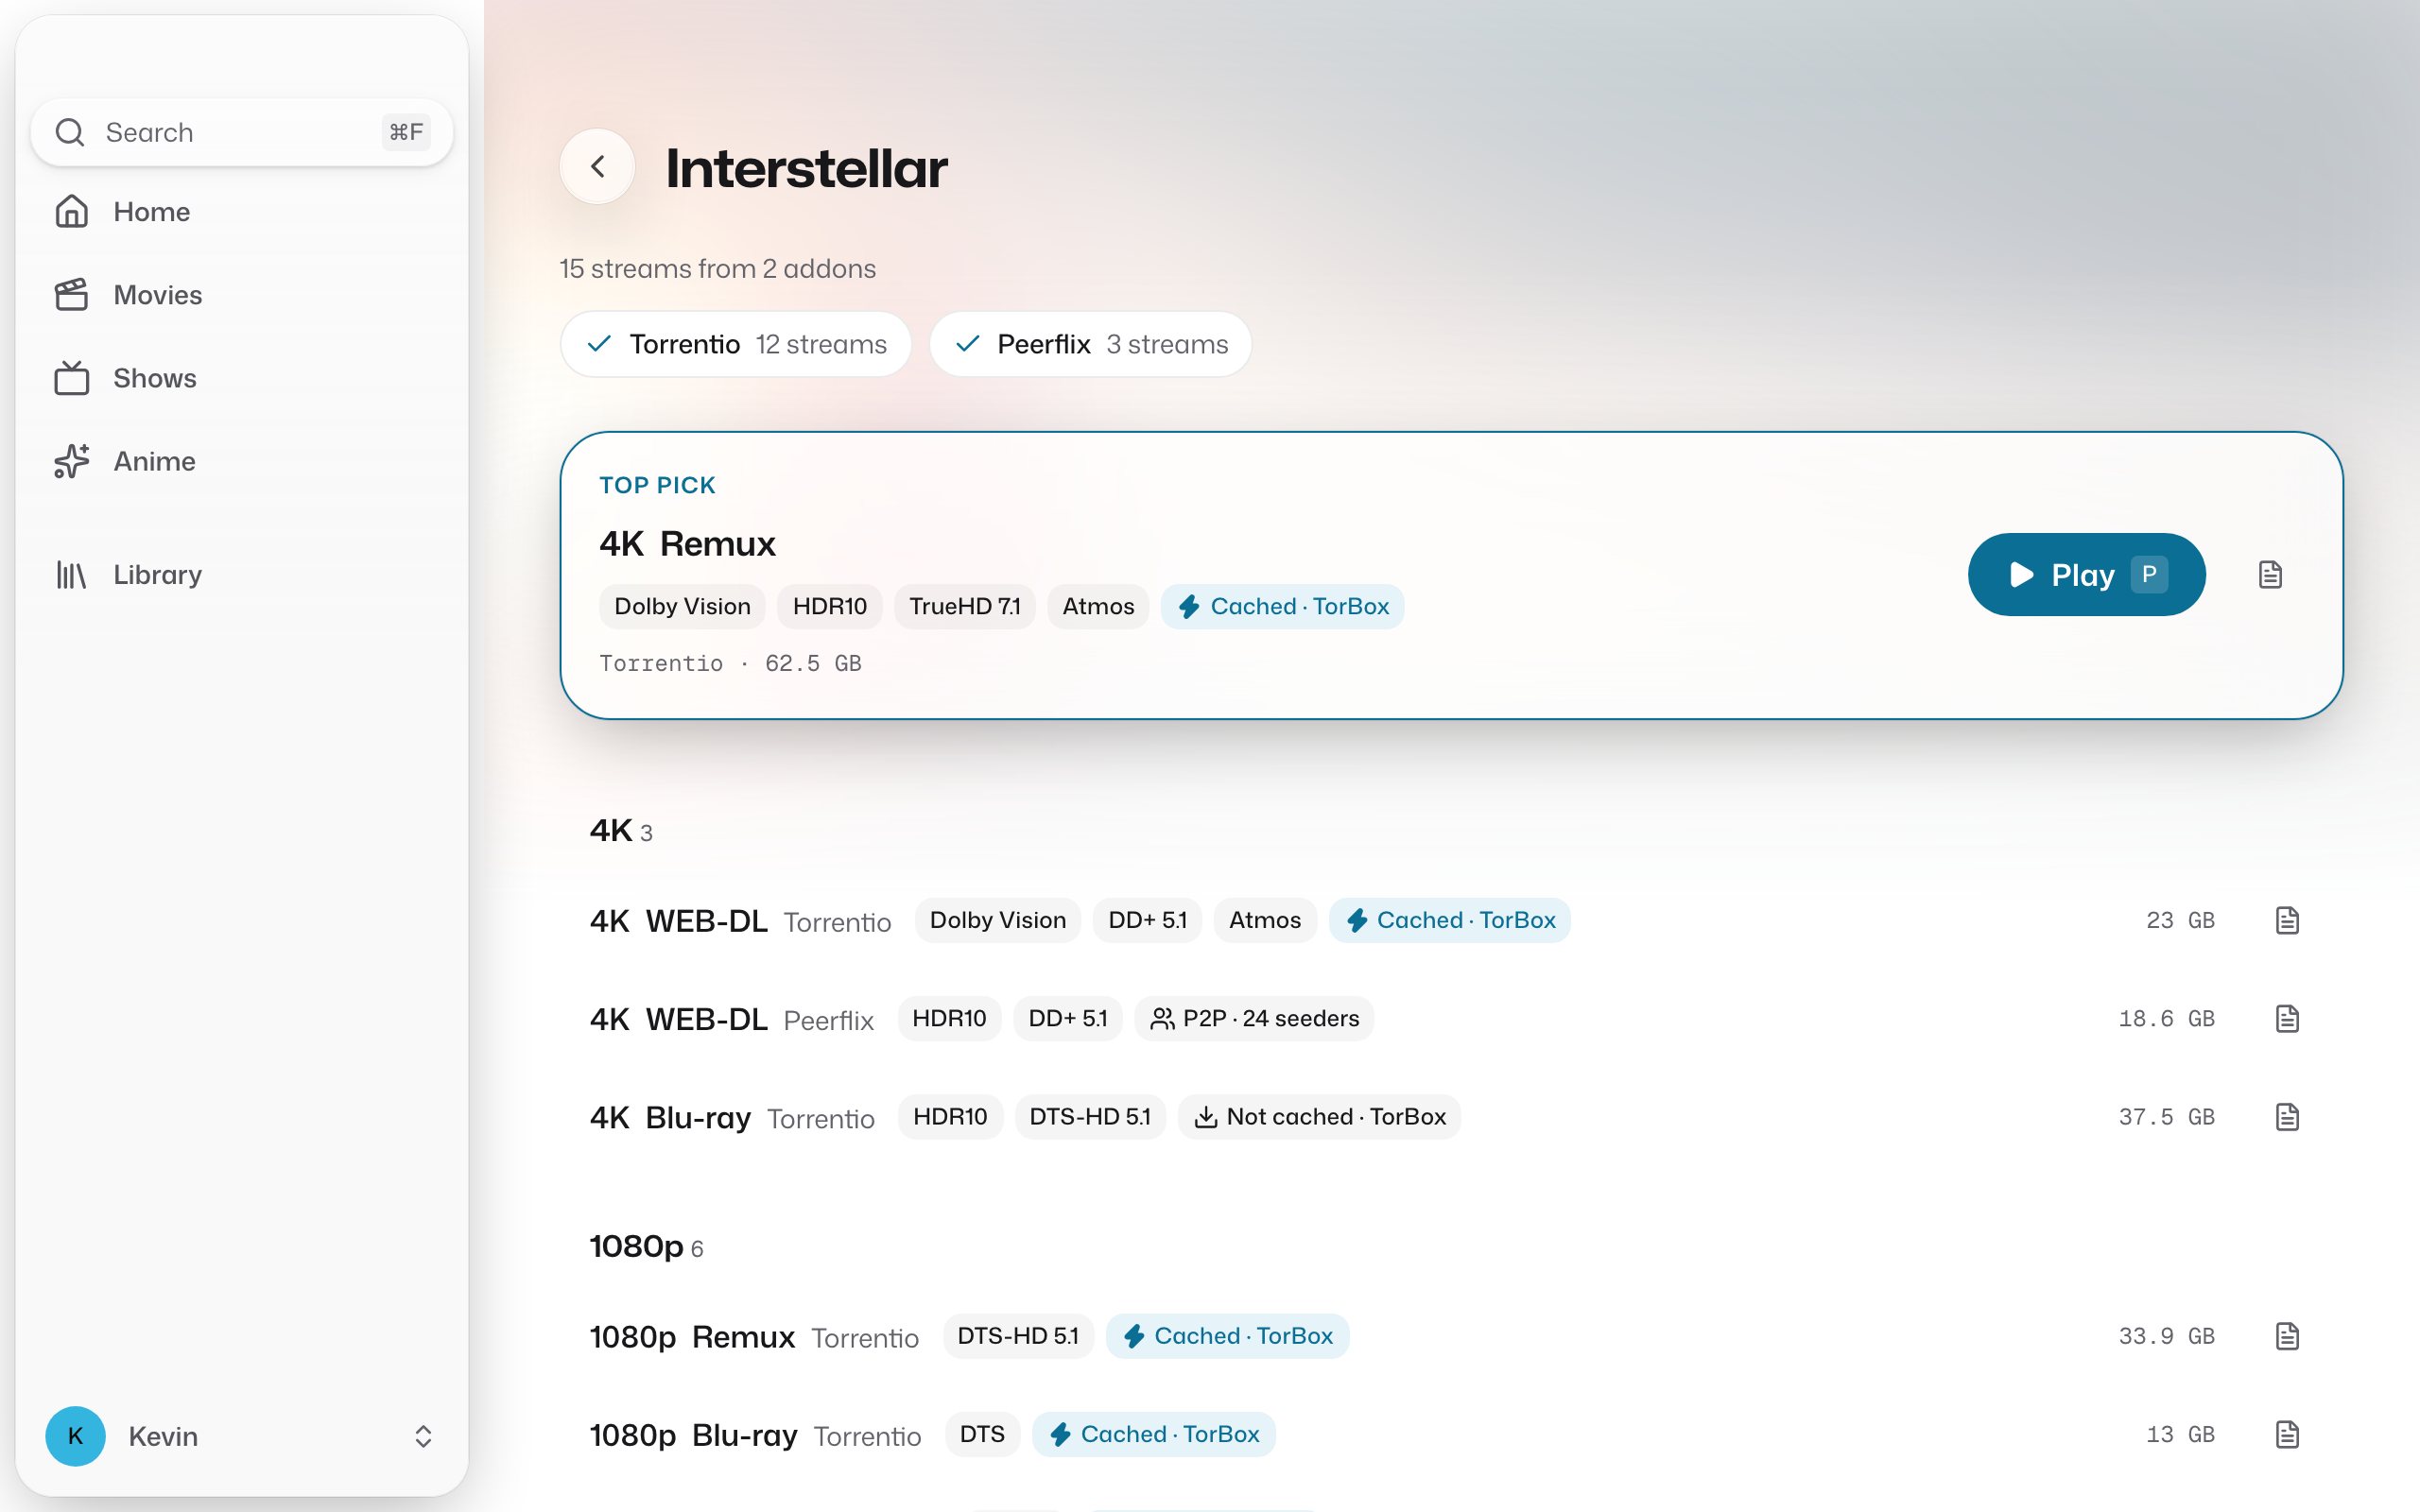 Search ⌘F
Home
Movies
Shows
Anime
Library
K Kevin
Interstellar
15 streams from 2 addons
Torrentio 12 streams Peerflix 3 streams
TOP PICK
4K Remux
Dolby Vision HDR10 TrueHD 7.1 Atmos Cached · TorBox
Torrentio · 62.5 GB
Play P
4K 3
4K WEB-DL Torrentio Dolby Vision DD+ 5.1 Atmos Cached · TorBox 23 GB
4K WEB-DL Peerflix HDR10 DD+ 5.1 P2P · 24 seeders 18.6 GB
4K Blu-ray Torrentio HDR10 DTS-HD 5.1 Not cached · TorBox 37.5 GB
1080p 6
1080p Remux Torrentio DTS-HD 5.1 Cached · TorBox 33.9 GB
1080p Blu-ray Torrentio DTS Cached · TorBox 13 GB